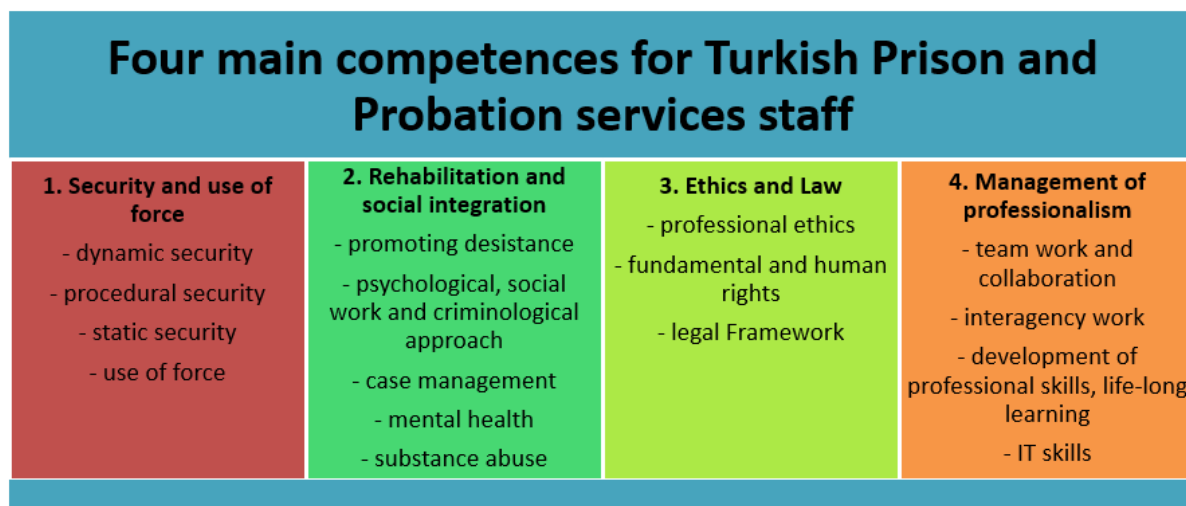 Four main competences for Turkish Prison and
Probation services staff
1. Security and use of
force
- dynamic security
- procedural security
- static security
- use of force
2. Rehabilitation and
social integration
- promoting desistance
- psychological, social
work and criminological
approach
- case management
- mental health
- substance abuse
3. Ethics and Law
- professional ethics
- fundamental and human
rights
- legal Framework
4. Management of
professionalism
- team work and
collaboration
- interagency work
- development of
professional skills, life-long
learning
- IT skills